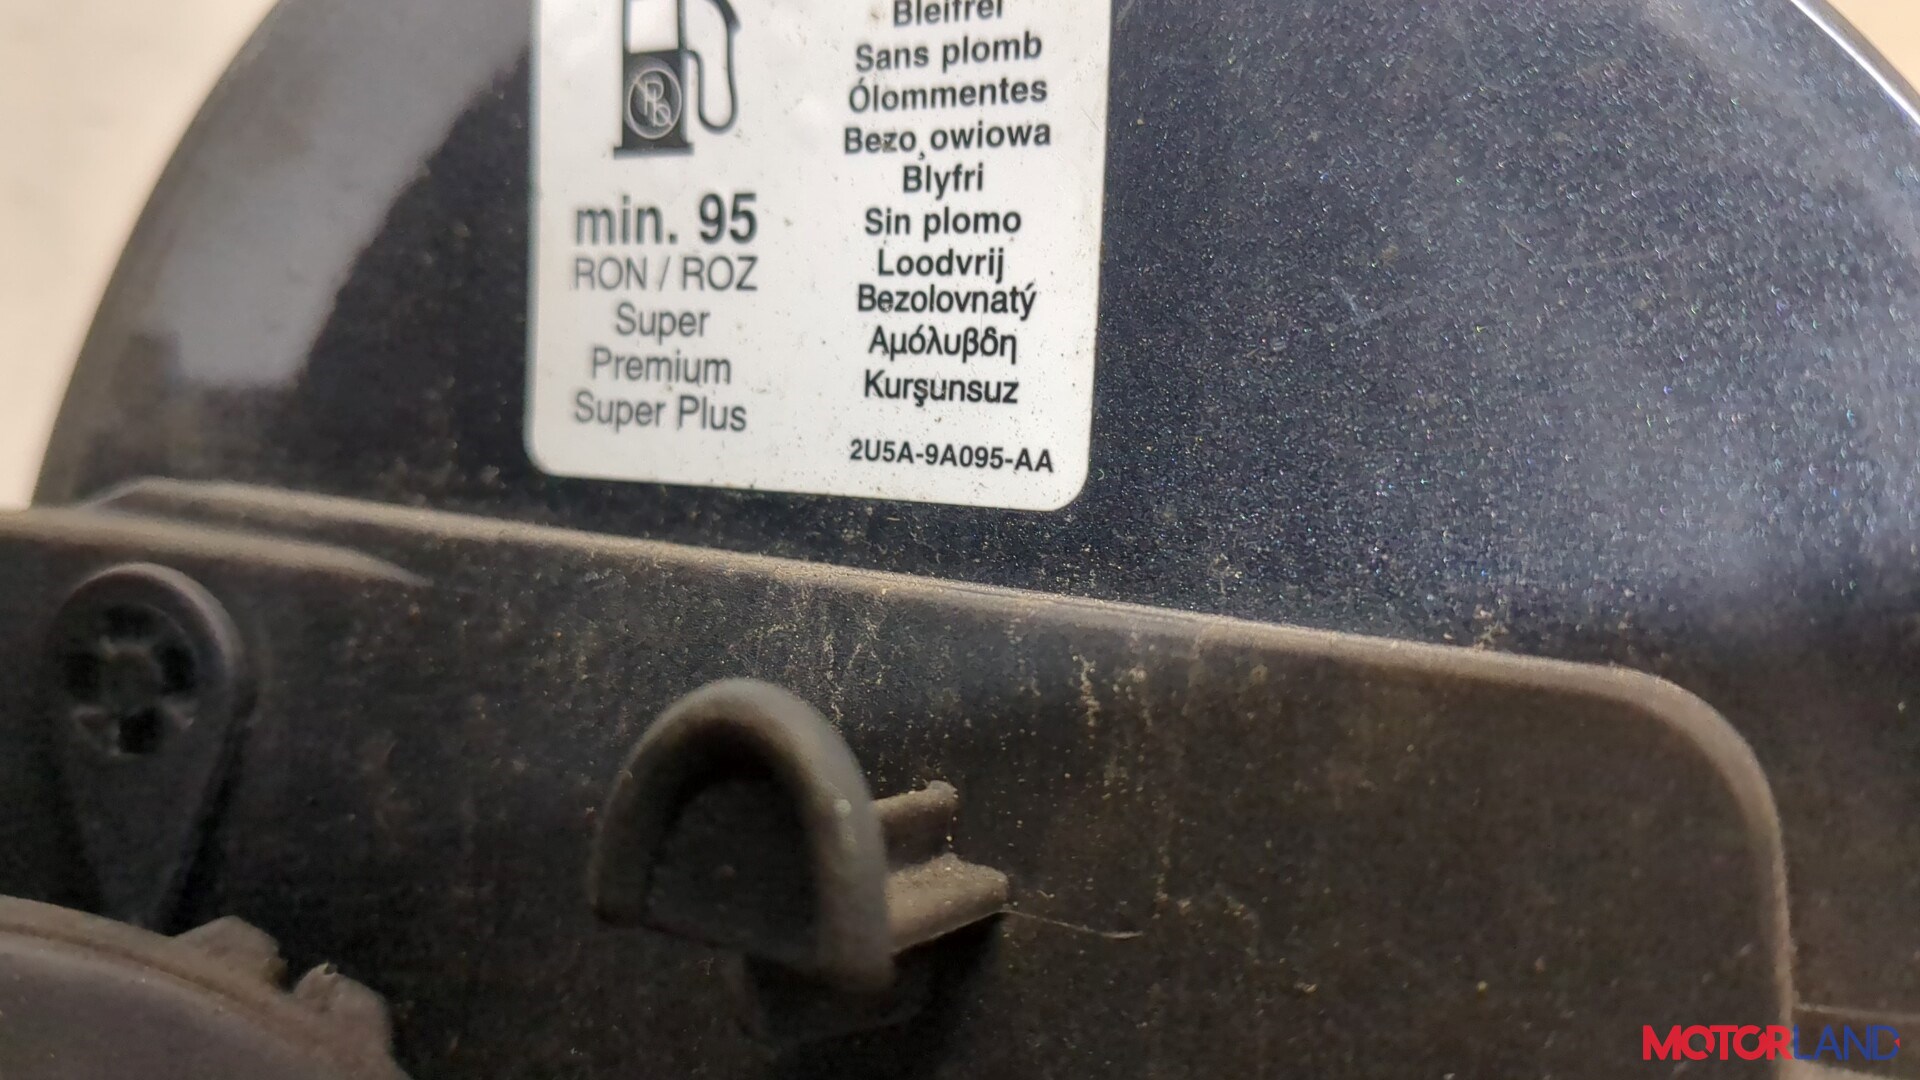 min. 95
RON / ROZ
Super
Premium
Super Plus
Bleifrei
Sans plomb
Ólommentes
Bezo¸owiowa
Blyfri
Sin plomo
Loodvrij
Bezolovnatý
Αμόλυβδη
Kurşunsuz
2U5A-9A095-AA
MOTORLAND